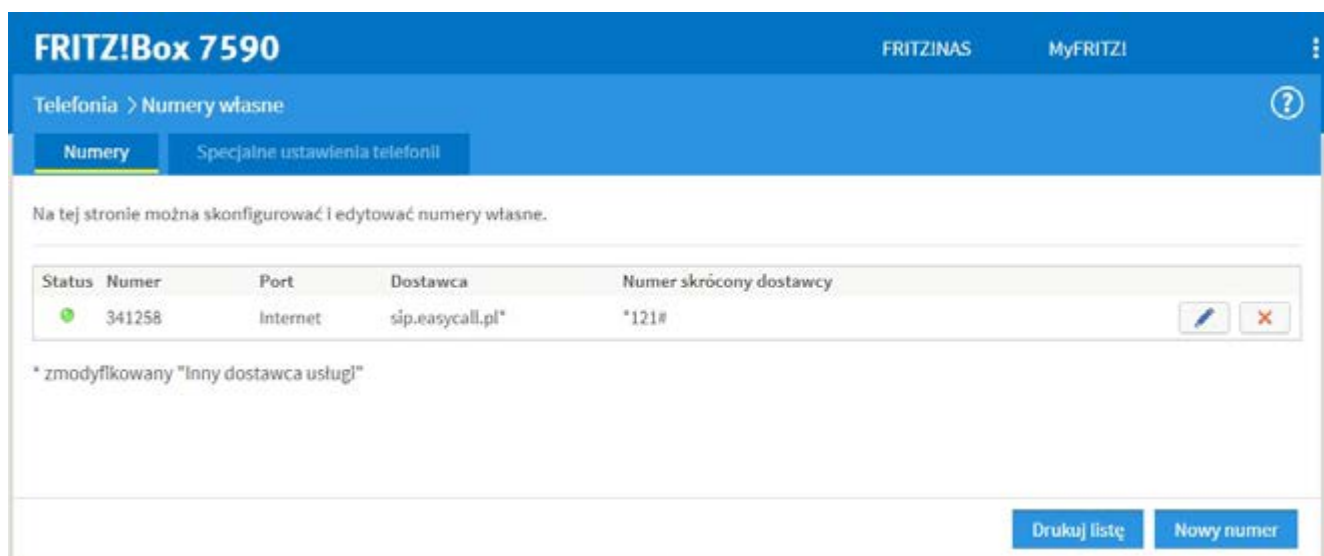 FRITZ!Box 7590 FRITZ!NAS MyFRITZ!
Telefonia > Numery własne
Numery Specjalne ustawienia telefonii
Na tej stronie można skonfigurować i edytować numery własne.
Status Numer Port Dostawca Numer skrócony dostawcy
341258 Internet sip.easycall.pl* *121#
* zmodyfikowany "Inny dostawca usługi"
Drukuj listę Nowy numer